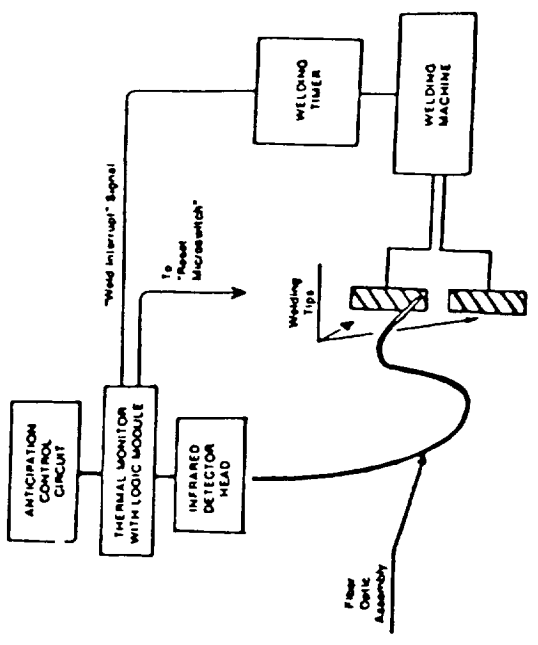 ANTICIPATION
CONTROL
CIRCUIT
THERMAL MONITOR
WITH LOGIC MODULE
INFRARED
DETECTOR
HEAD
"Weld Interrupt" Signal
To
"Reset
Microswitch"
WELDING
TIMER
WELDING
MACHINE
Welding
Tips
Fiber
Optic
Assembly